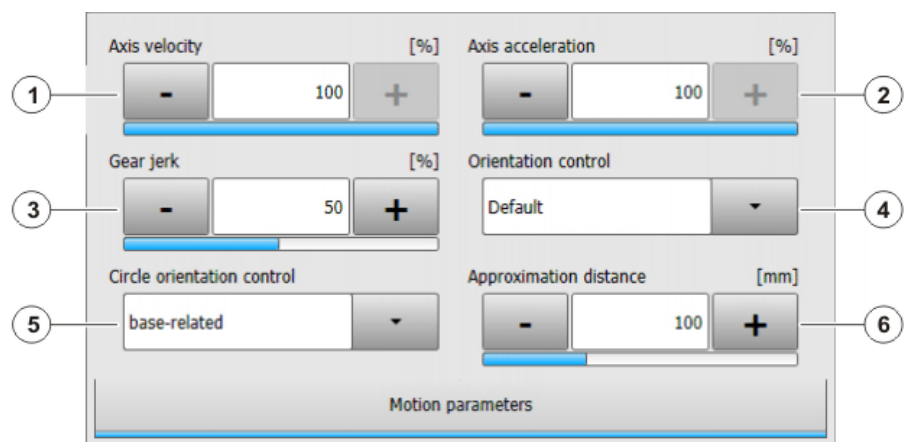 Axis velocity [%] Axis acceleration [%]
1 - 100 + - 100 + 2
Gear jerk [%] Orientation control
3 - 50 + Default 4
Circle orientation control Approximation distance [mm]
5 base-related - 100 + 6
Motion parameters